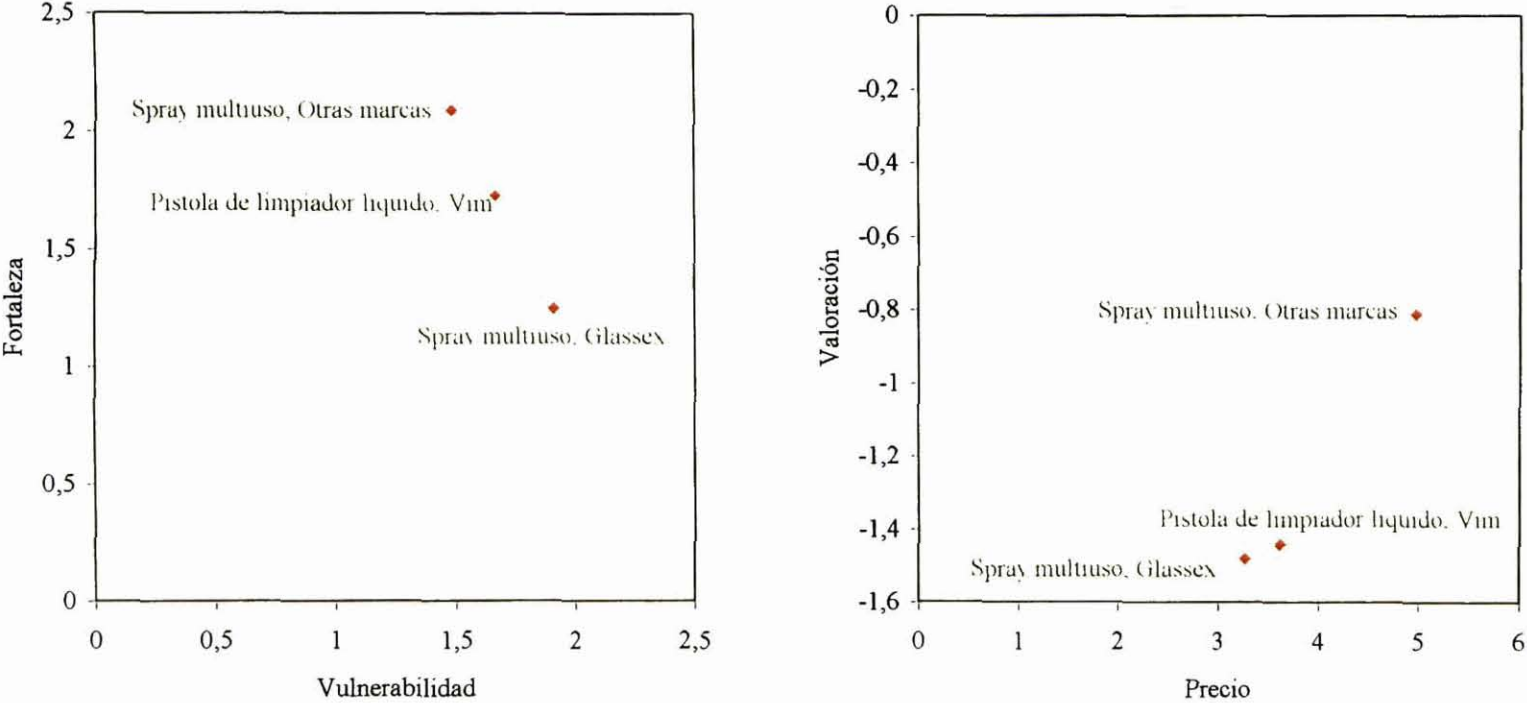 2,5
2
1,5
1
0,5
0
Fortaleza
Spray multiuso, Otras marcas
Pistola de limpiador liquido. Vim
Spray multiuso. Glassex
0 0,5 1 1,5 2 2,5
Vulnerabilidad
0
-0,2
-0,4
-0,6
-0,8
-1
-1,2
-1,4
-1,6
Valoración
Spray multiuso. Otras marcas
Pistola de limpiador liquido. Vim
Spray multiuso, Glassex
0 1 2 3 4 5 6
Precio